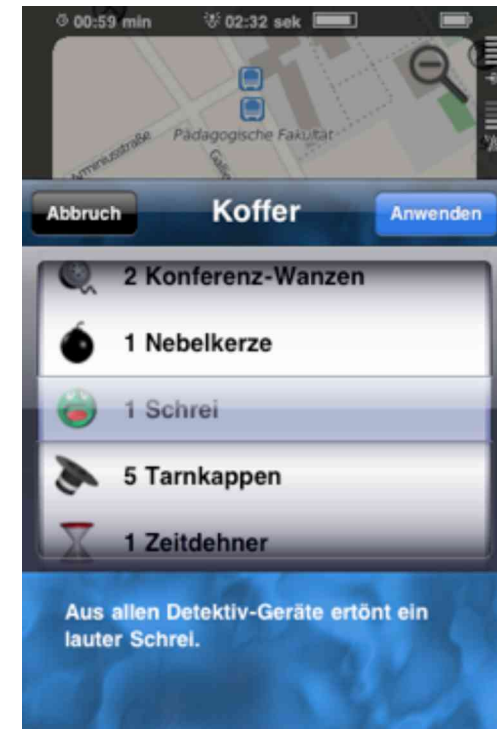 00:59 min
02:32 sek
Pädagogische Fakultät
Arminiusstraße
Abbruch
Koffer
Anwenden
2 Konferenz-Wanzen
1 Nebelkerze
1 Schrei
5 Tarnkappen
1 Zeitdehner
Aus allen Detektiv-Geräte ertönt ein
lauter Schrei.